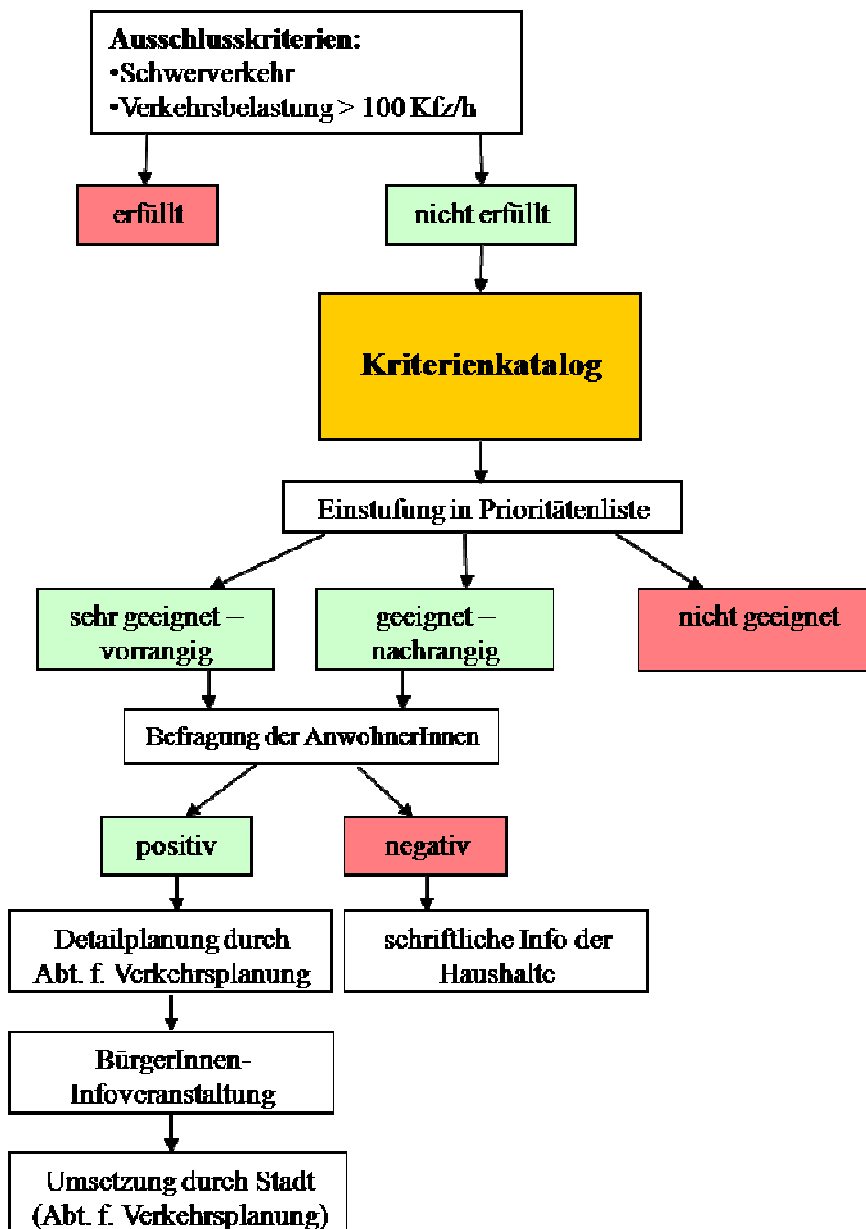 Ausschlusskriterien:
•Schwerverkehr
•Verkehrsbelastung > 100 Kfz/h
erfüllt
nicht erfüllt
Kriterienkatalog
Einstufung in Prioritätenliste
sehr geeignet –
vorrangig
geeignet –
nachrangig
nicht geeignet
Befragung der AnwohnerInnen
positiv
negativ
Detailplanung durch
Abt. f. Verkehrsplanung
schriftliche Info der
Haushalte
BürgerInnen-
Infoveranstaltung
Umsetzung durch Stadt
(Abt. f. Verkehrsplanung)